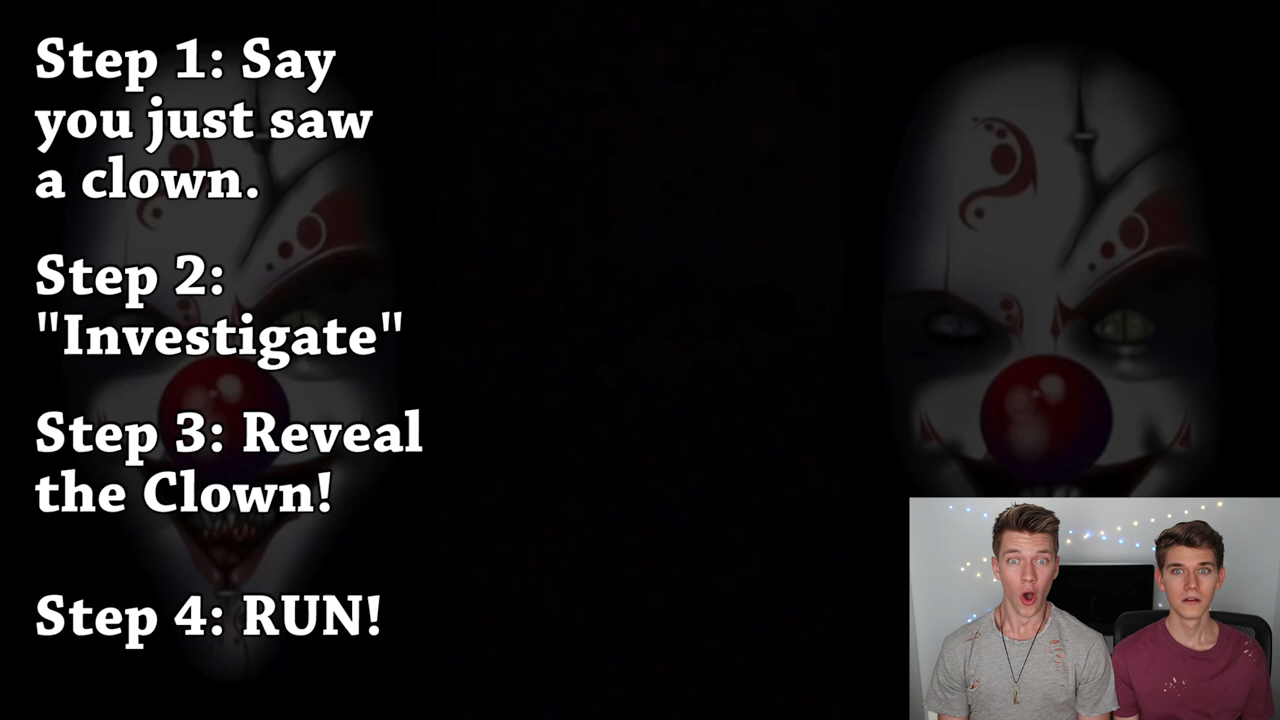 Step 1: Say
you just saw
a clown.
Step 2:
"Investigate"
Step 3: Reveal
the Clown!
Step 4: RUN!